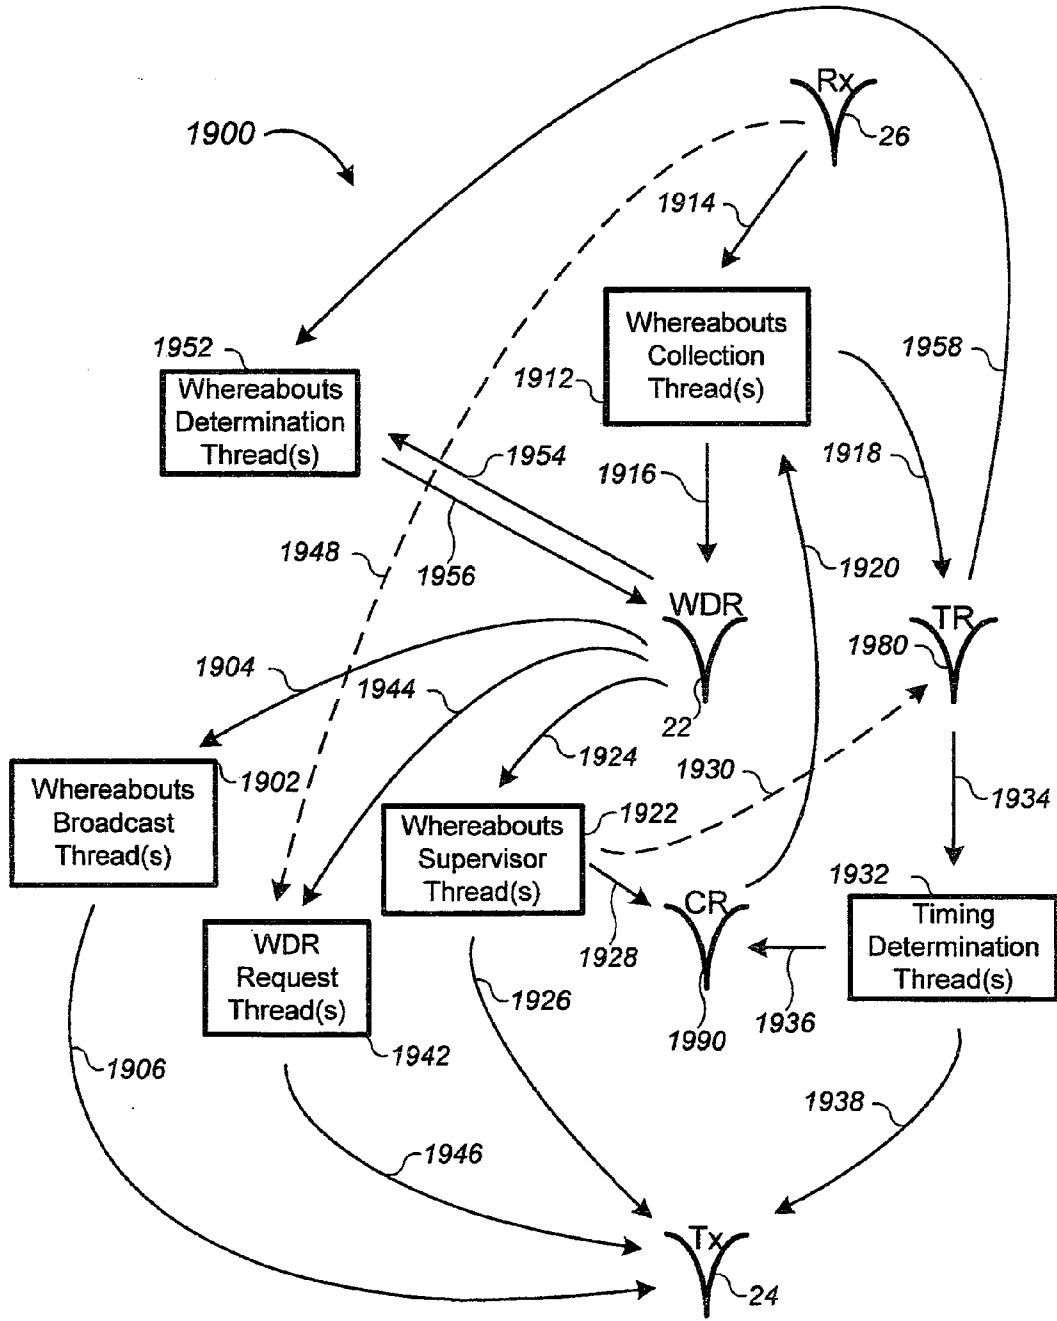 Rx
1900
26
1914
1952
Whereabouts
Determination
Thread(s)
Whereabouts
Collection
Thread(s)
1912
1958
1954
1916
1918
1948
1956
1920
WDR
TR
1980
1904
1944
22
1924
1930
1902
Whereabouts
Broadcast
Thread(s)
1922
Whereabouts
Supervisor
Thread(s)
1934
1932
CR
Timing
Determination
Thread(s)
WDR
Request
Thread(s)
1928
1926
1936
1990
1942
1906
1938
1946
Tx
24